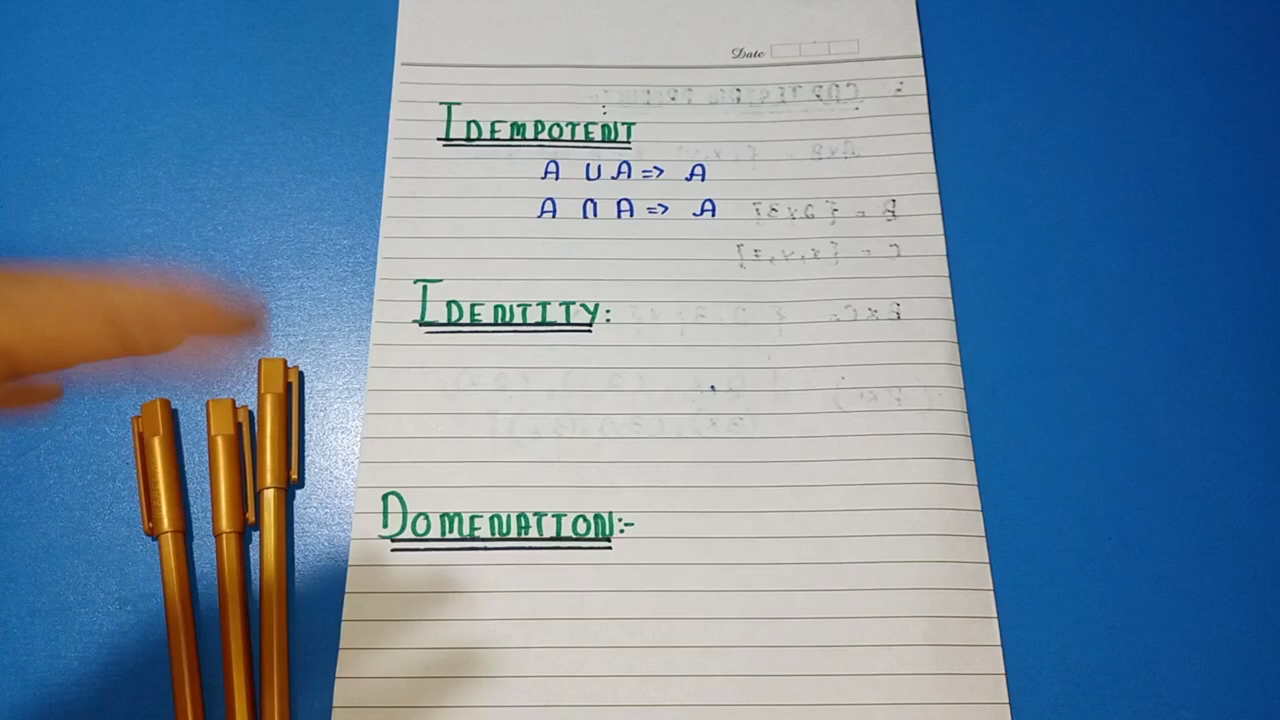 Date
IDEMPOTENT
A U A => A
A ∩ A => A
IDENTITY:
DOMENATION:-